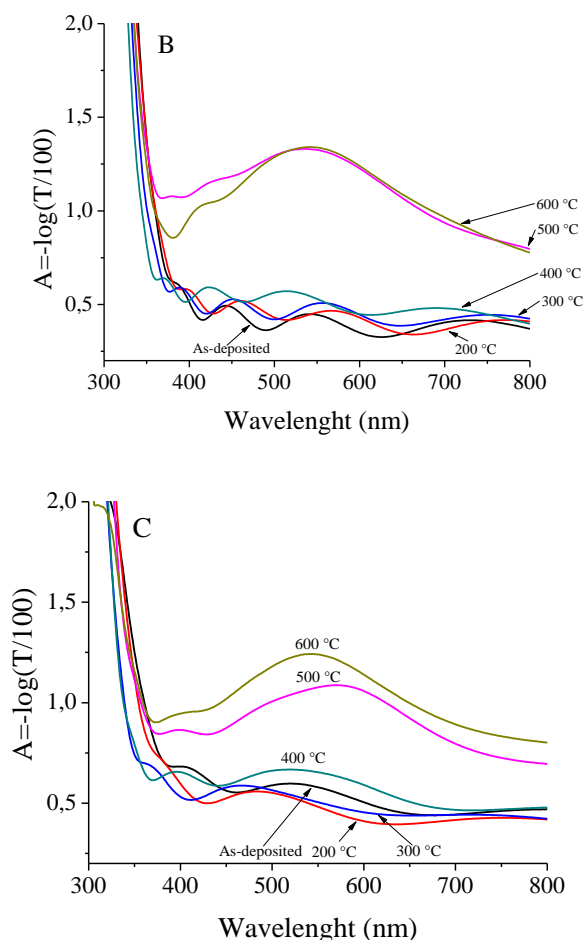 2,0
B
1,5
1,0
0,5
A=-log(T/100)
600 °C
500 °C
400 °C
300 °C
As-deposited
200 °C
300 400 500 600 700 800
Wavelenght (nm)
2,0
C
1,5
1,0
0,5
A=-log(T/100)
600 °C
500 °C
400 °C
As-deposited
200 °C
300 °C
300 400 500 600 700 800
Wavelenght (nm)